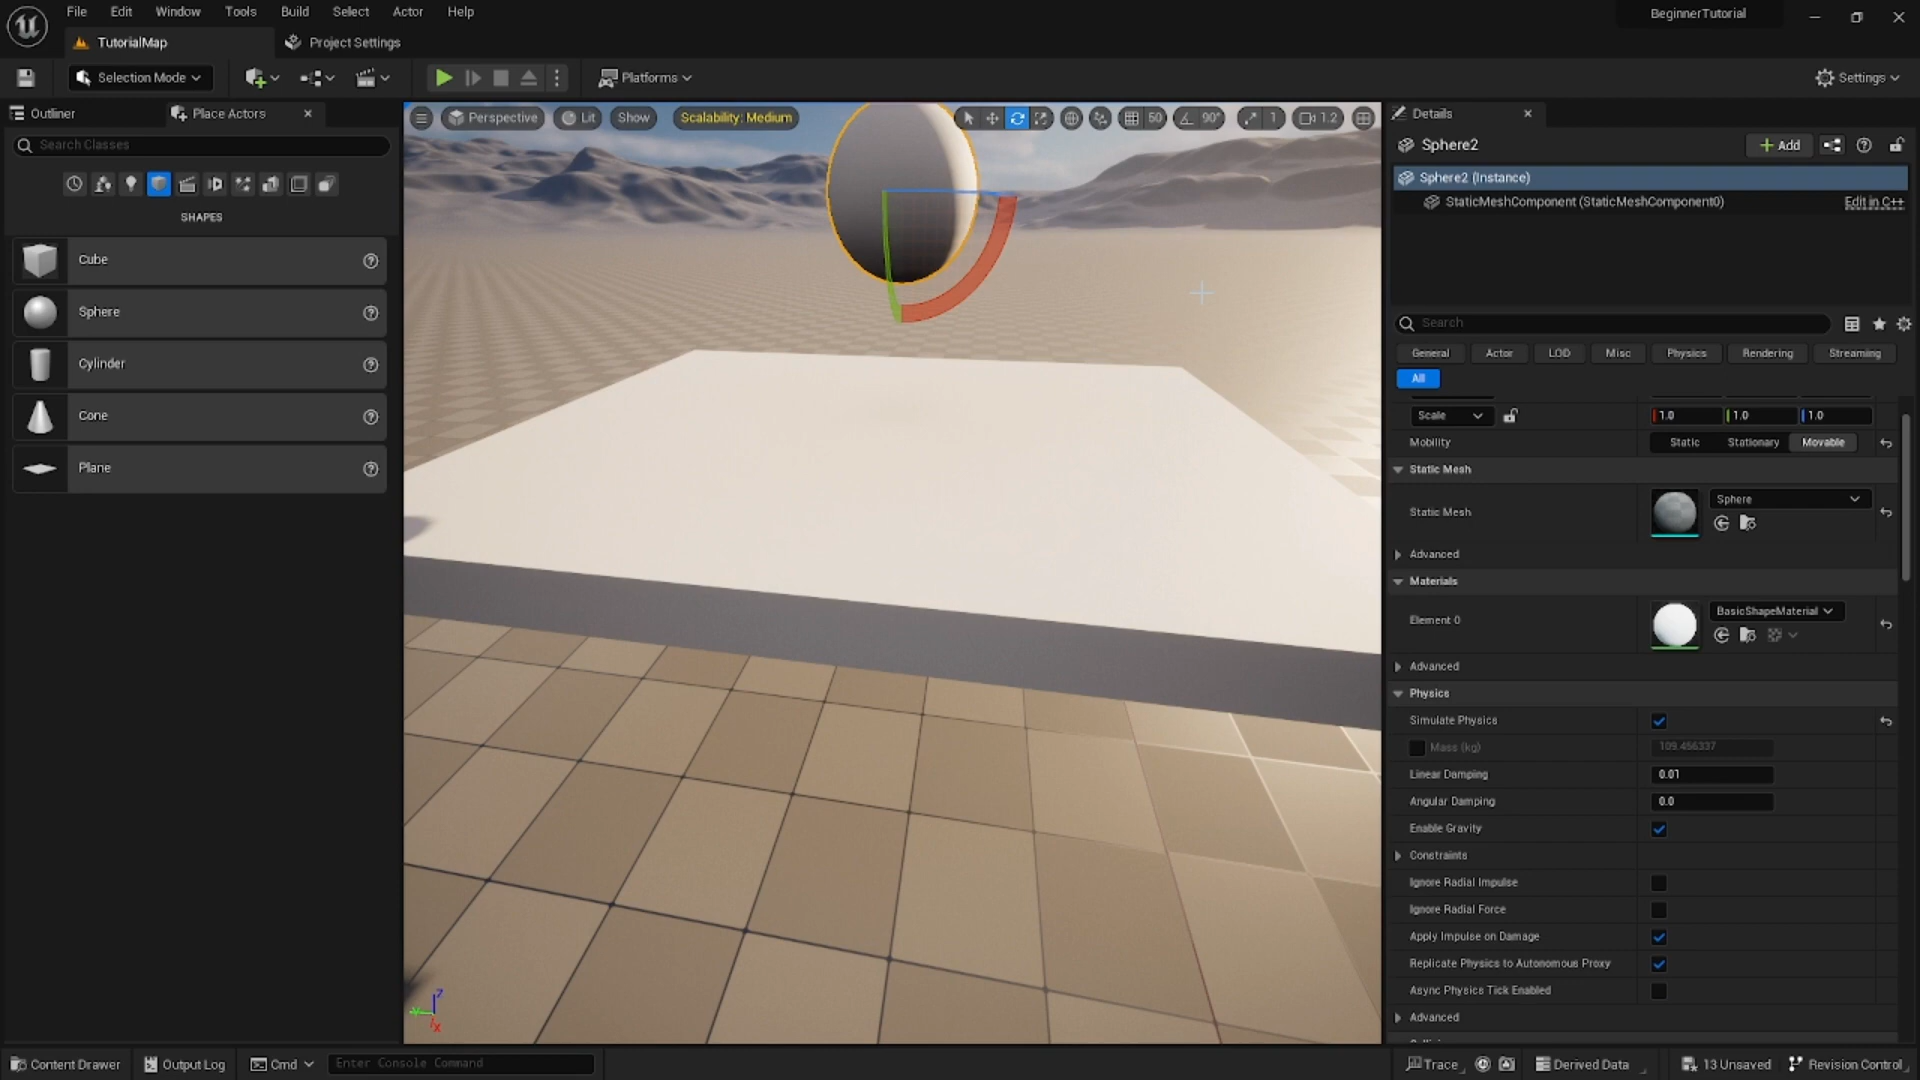 File Edit Window Tools Build Select Actor Help
BeginnerTutorial
TutorialMap
Project Settings
Selection Mode
Platforms
Settings
Outliner
Place Actors
Search Classes
SHAPES
Cube
Sphere
Cylinder
Cone
Plane
Perspective
Lit
Show
Scalability: Medium
50
90°
1
1.2
Z
Y
X
Details
Sphere2
Add
Sphere2 (Instance)
StaticMeshComponent (StaticMeshComponent0)
Edit in C++
Search
General Actor LOD Misc Physics Rendering Streaming
All
Scale 1.0 1.0 1.0
Mobility Static Stationary Movable
Static Mesh
Static Mesh Sphere
Advanced
Materials
Element 0 BasicShapeMaterial
Advanced
Physics
Simulate Physics
Mass (kg) 109.456337
Linear Damping 0.01
Angular Damping 0.0
Enable Gravity
Constraints
Ignore Radial Impulse
Ignore Radial Force
Apply Impulse on Damage
Replicate Physics to Autonomous Proxy
Async Physics Tick Enabled
Advanced
Content Drawer
Output Log
Cmd
Enter Console Command
Trace
Derived Data
13 Unsaved
Revision Control